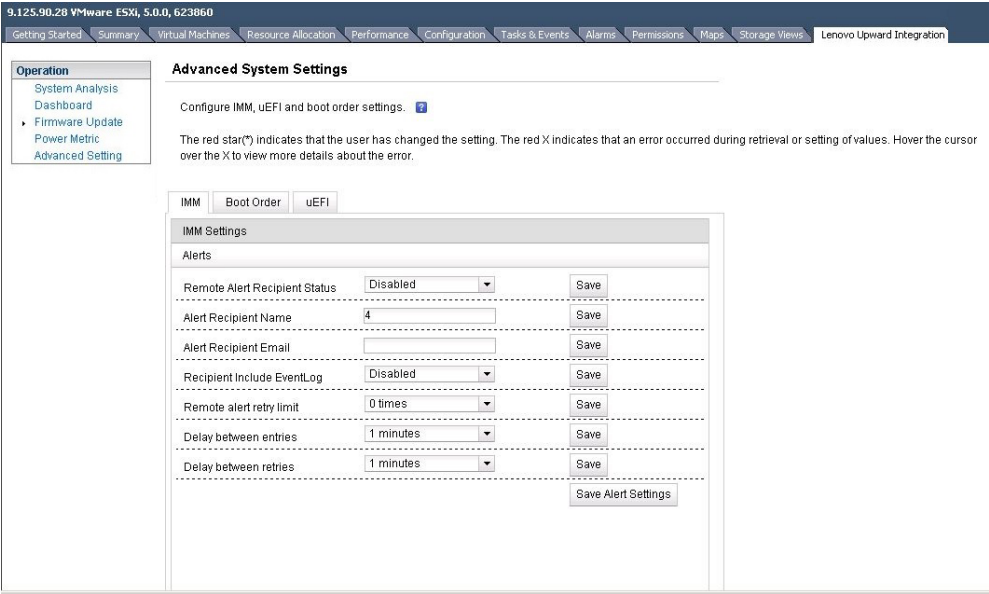 9.125.90.28 VMware ESXi, 5.0.0, 623860
Getting Started Summary Virtual Machines Resource Allocation Performance Configuration Tasks & Events Alarms Permissions Maps Storage Views Lenovo Upward Integration
Operation
System Analysis
Dashboard
Firmware Update
Power Metric
Advanced Setting
Advanced System Settings
Configure IMM, uEFI and boot order settings. ?
The red star(*) indicates that the user has changed the setting. The red X indicates that an error occurred during retrieval or setting of values. Hover the cursor
over the X to view more details about the error.
IMM Boot Order uEFI
IMM Settings
Alerts
Remote Alert Recipient Status Disabled Save
Alert Recipient Name 4 Save
Alert Recipient Email Save
Recipient Include EventLog Disabled Save
Remote alert retry limit 0 times Save
Delay between entries 1 minutes Save
Delay between retries 1 minutes Save
Save Alert Settings